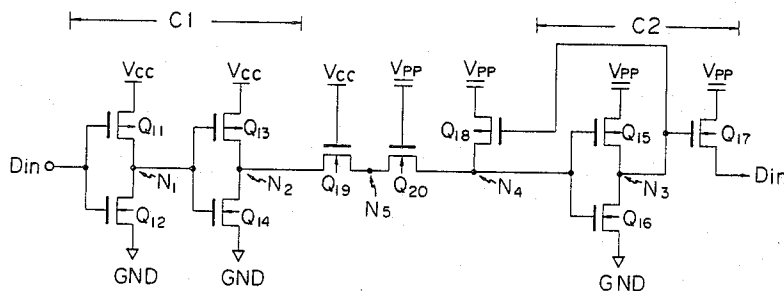 C1
C2
VCC
VCC
VCC
VPP
VPP
VPP
VPP
Q11
Q13
Q18
Q15
Q17
Din
N1
N2
Q19
N5
Q20
N4
N3
Din
Q12
Q14
Q16
GND
GND
GND